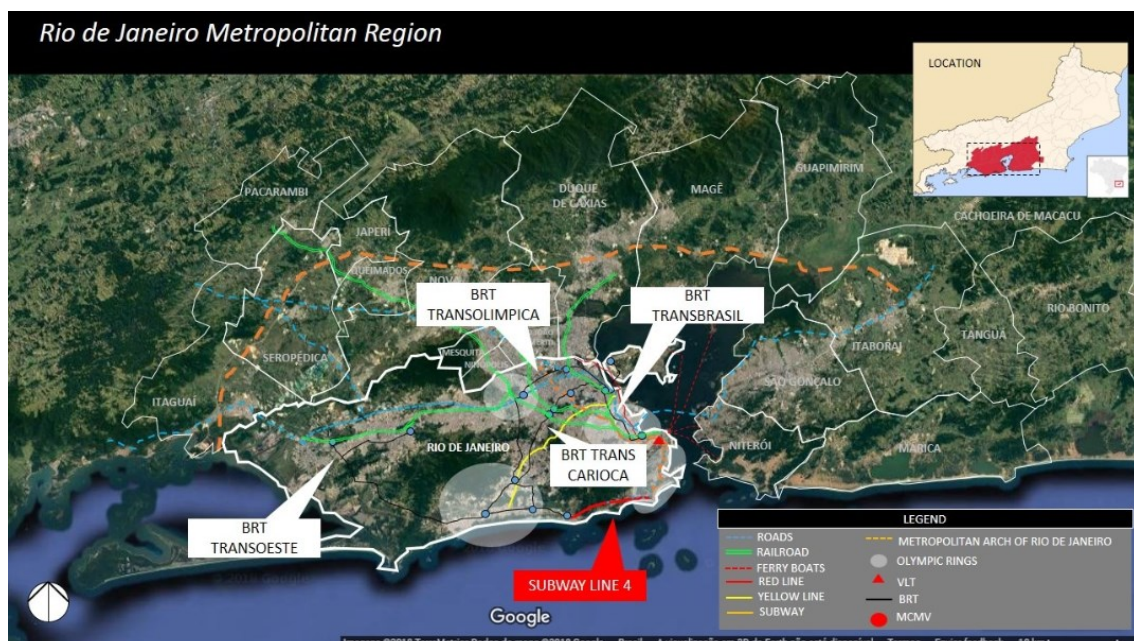 Rio de Janeiro Metropolitan Region
LOCATION
PACARAMBI
JAPERÍ
QUEIMADOS
NOVA
DUQUE
DE CAXIAS
MAGÉ
GUAPIMIRIM
CACHOEIRA DE MACACU
RIO BONITO
TANGUÁ
ITABORAÍ
SÃO GONÇALO
NITERÓI
MARICÁ
SEROPÉDICA
ITAGUAÍ
MESQUITA
RIO DE JANEIRO
BRT
TRANSOLIMPICA
BRT
TRANSBRASIL
BRT TRANS
CARIOCA
BRT
TRANSOESTE
SUBWAY LINE 4
Google
LEGEND
ROADS
RAILROAD
FERRY BOATS
RED LINE
YELLOW LINE
SUBWAY
METROPOLITAN ARCH OF RIO DE JANEIRO
OLYMPIC RINGS
VLT
BRT
MCMV